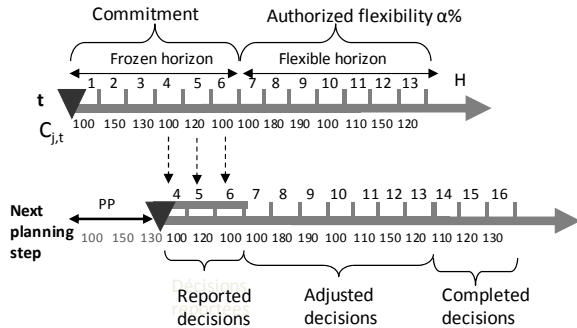 Commitment Authorized flexibility α%
Frozen horizon Flexible horizon
1 2 3 4 5 6 7 8 9 10 11 12 13 H
t
C j,t
100 150 130 100 120 100 100 180 190 100 110 150 120
PP 4 5 6 7 8 9 10 11 12 13 14 15 16
Next
planning
step
100 150 130 100 120 100 100 180 190 100 110 120 110 120 130
Décisions
reportées
Reported
decisions
Adjusted
decisions
Completed
decisions